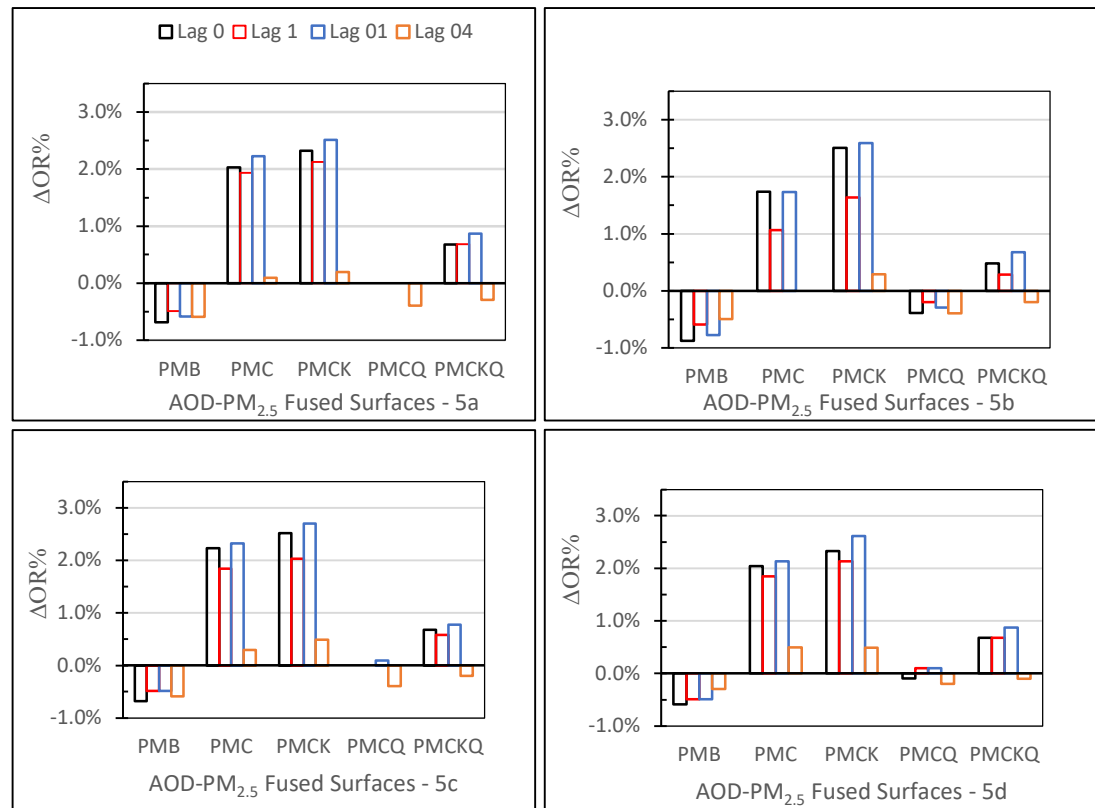 Lag 0 Lag 1 Lag 01 Lag 04
ΔOR%
3.0%
2.0%
1.0%
0.0%
-1.0%
PMB PMC PMCK PMCQ PMCKQ
AOD-PM2.5 Fused Surfaces - 5a
ΔOR%
3.0%
2.0%
1.0%
0.0%
-1.0%
PMB PMC PMCK PMCQ PMCKQ
AOD-PM2.5 Fused Surfaces - 5b
ΔOR%
3.0%
2.0%
1.0%
0.0%
-1.0%
PMB PMC PMCK PMCQ PMCKQ
AOD-PM2.5 Fused Surfaces - 5c
ΔOR%
3.0%
2.0%
1.0%
0.0%
-1.0%
PMB PMC PMCK PMCQ PMCKQ
AOD-PM2.5 Fused Surfaces - 5d